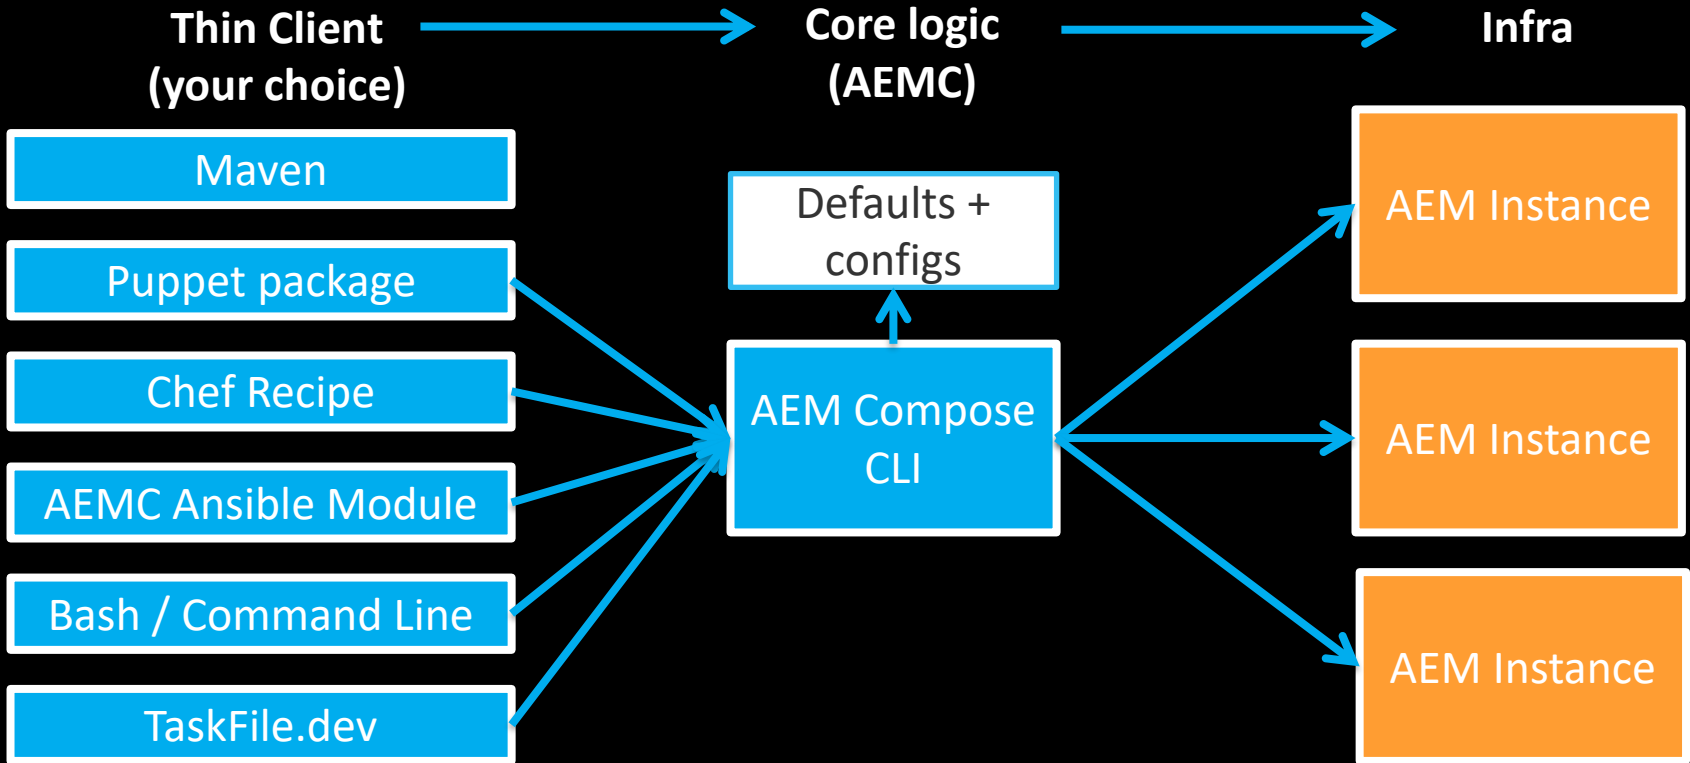 Thin Client
(your choice)
Core logic
(AEMC)
Infra
Maven
Puppet package
Chef Recipe
AEMC Ansible Module
Bash / Command Line
TaskFile.dev
Defaults +
configs
AEM Compose
CLI
AEM Instance
AEM Instance
AEM Instance